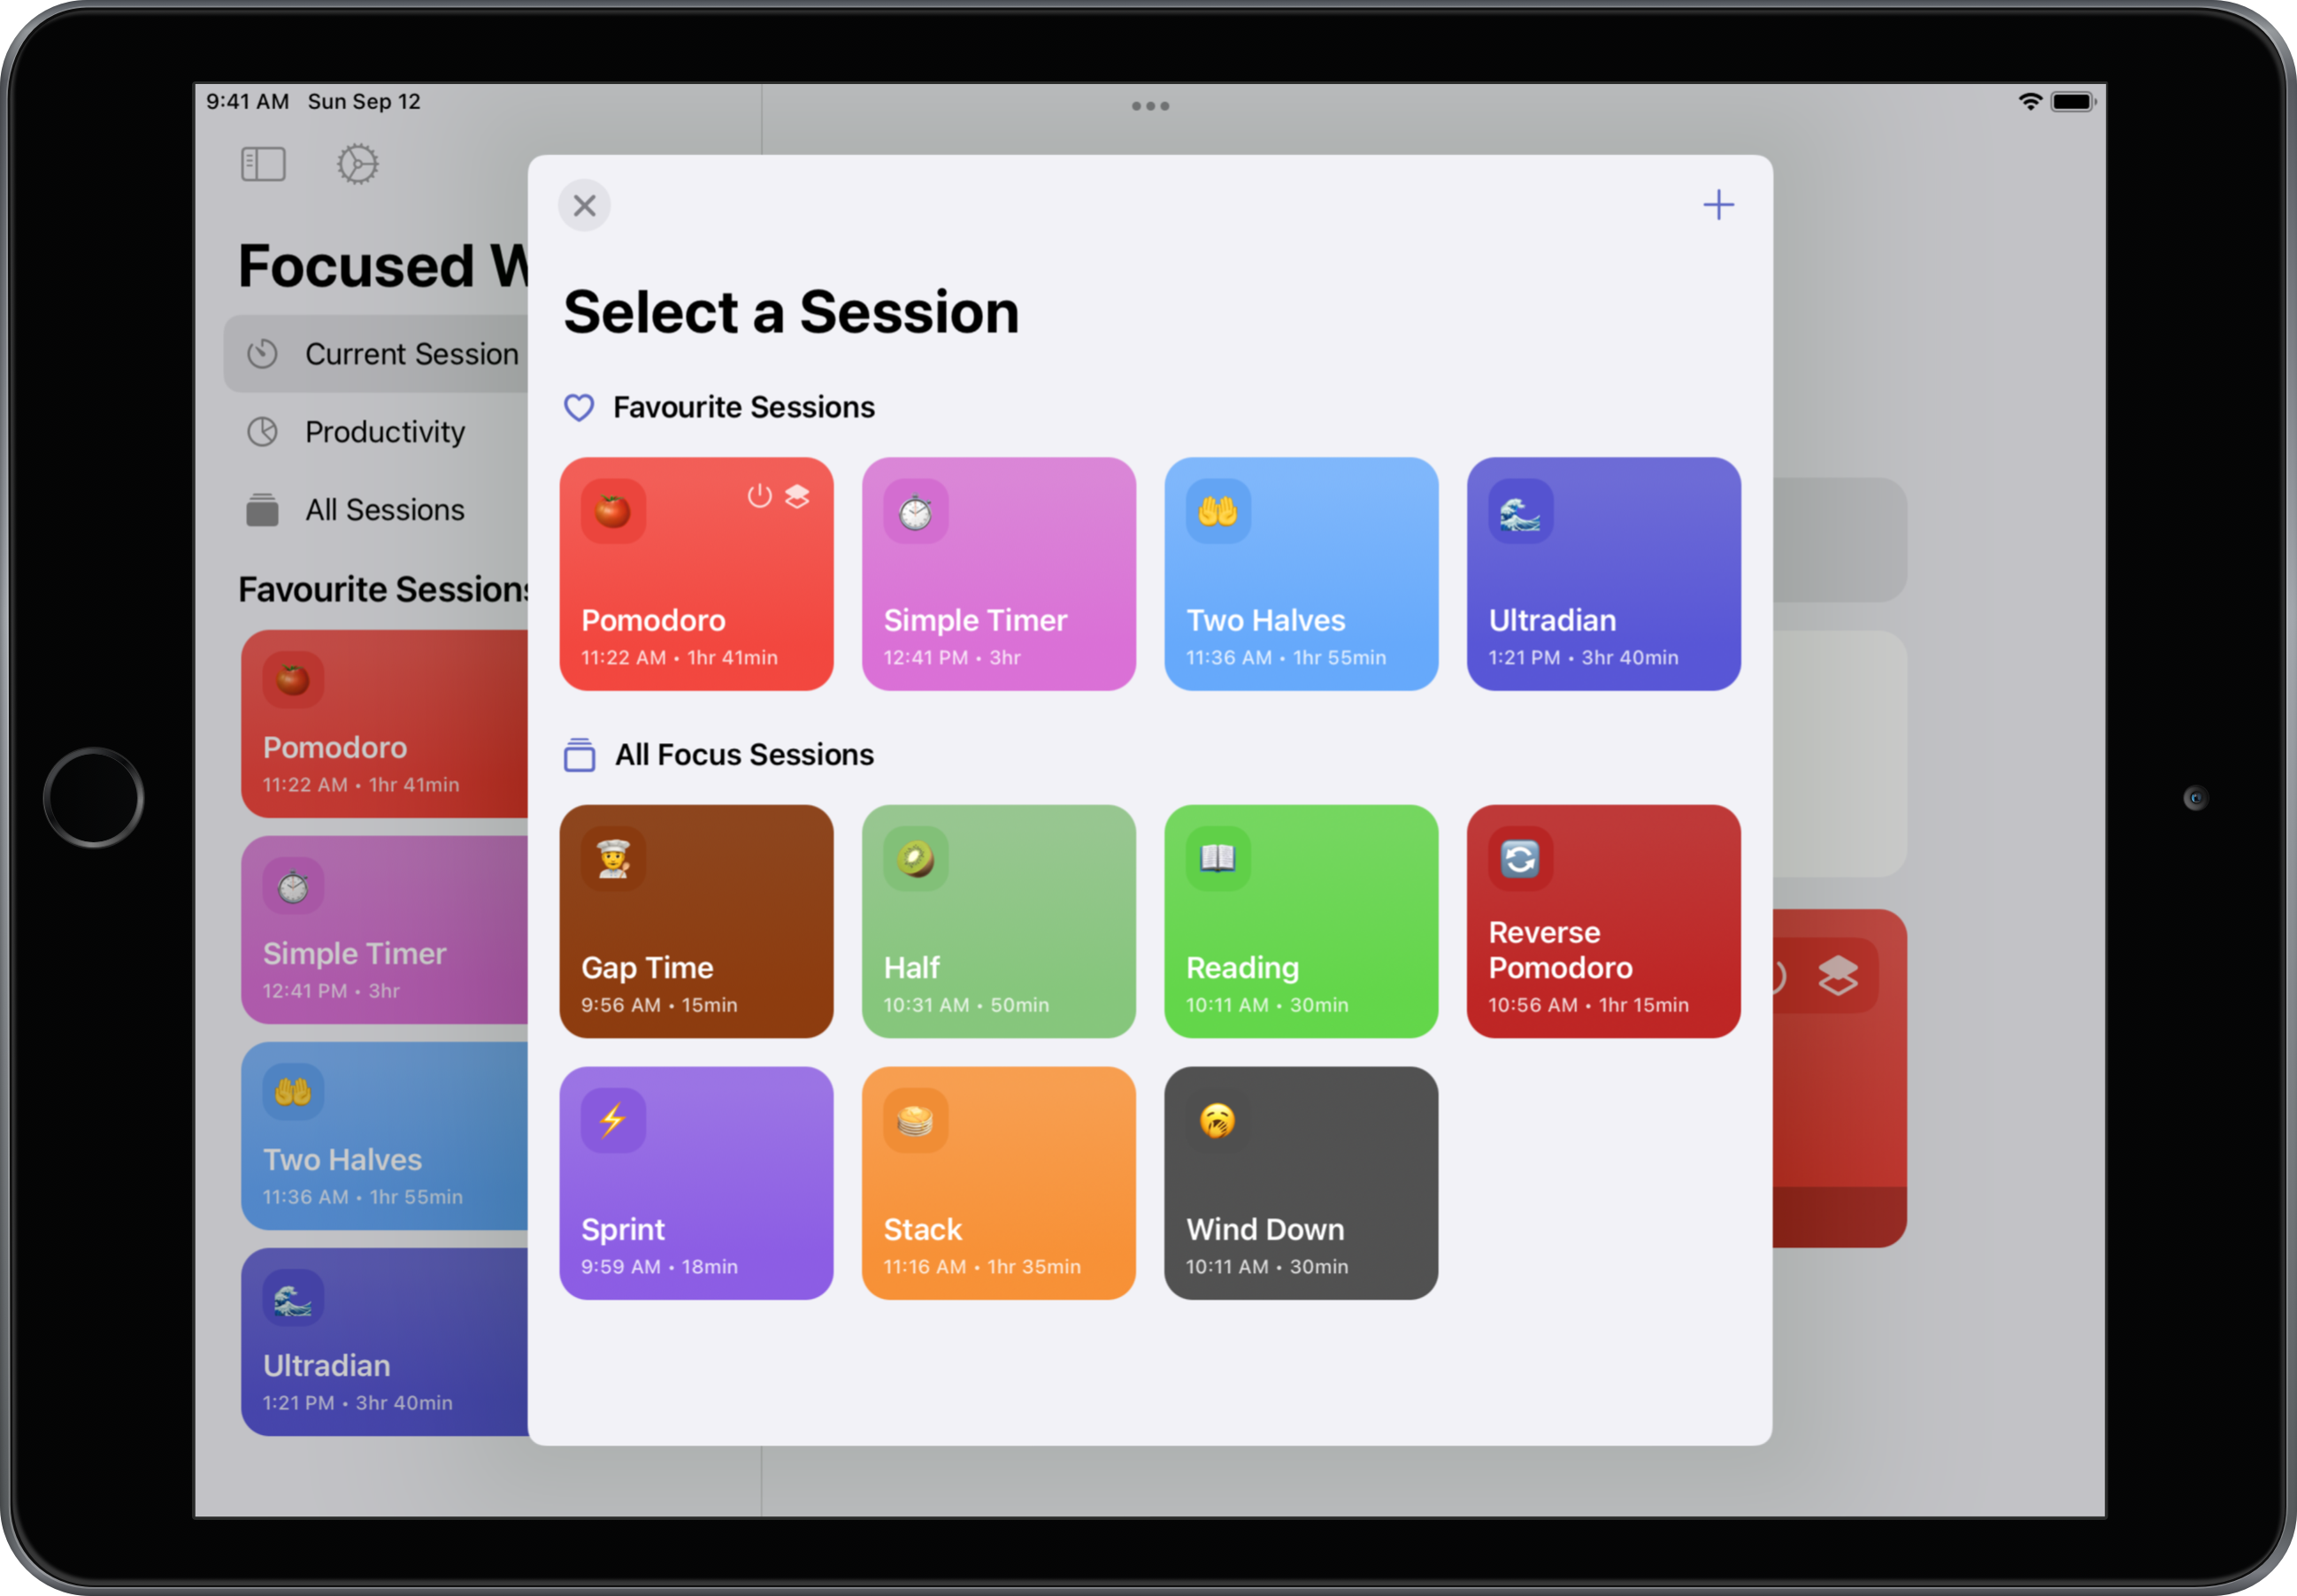 9:41 AM Sun Sep 12
Focused W
Current Session
Productivity
All Sessions
Favourite Sessions
Pomodoro
11:22 AM • 1hr 41min
Simple Timer
12:41 PM • 3hr
Two Halves
11:36 AM • 1hr 55min
Ultradian
1:21 PM • 3hr 40min
Select a Session
Favourite Sessions
Pomodoro
11:22 AM • 1hr 41min
Simple Timer
12:41 PM • 3hr
Two Halves
11:36 AM • 1hr 55min
Ultradian
1:21 PM • 3hr 40min
All Focus Sessions
Gap Time
9:56 AM • 15min
Half
10:31 AM • 50min
Reading
10:11 AM • 30min
Reverse
Pomodoro
10:56 AM • 1hr 15min
Sprint
9:59 AM • 18min
Stack
11:16 AM • 1hr 35min
Wind Down
10:11 AM • 30min